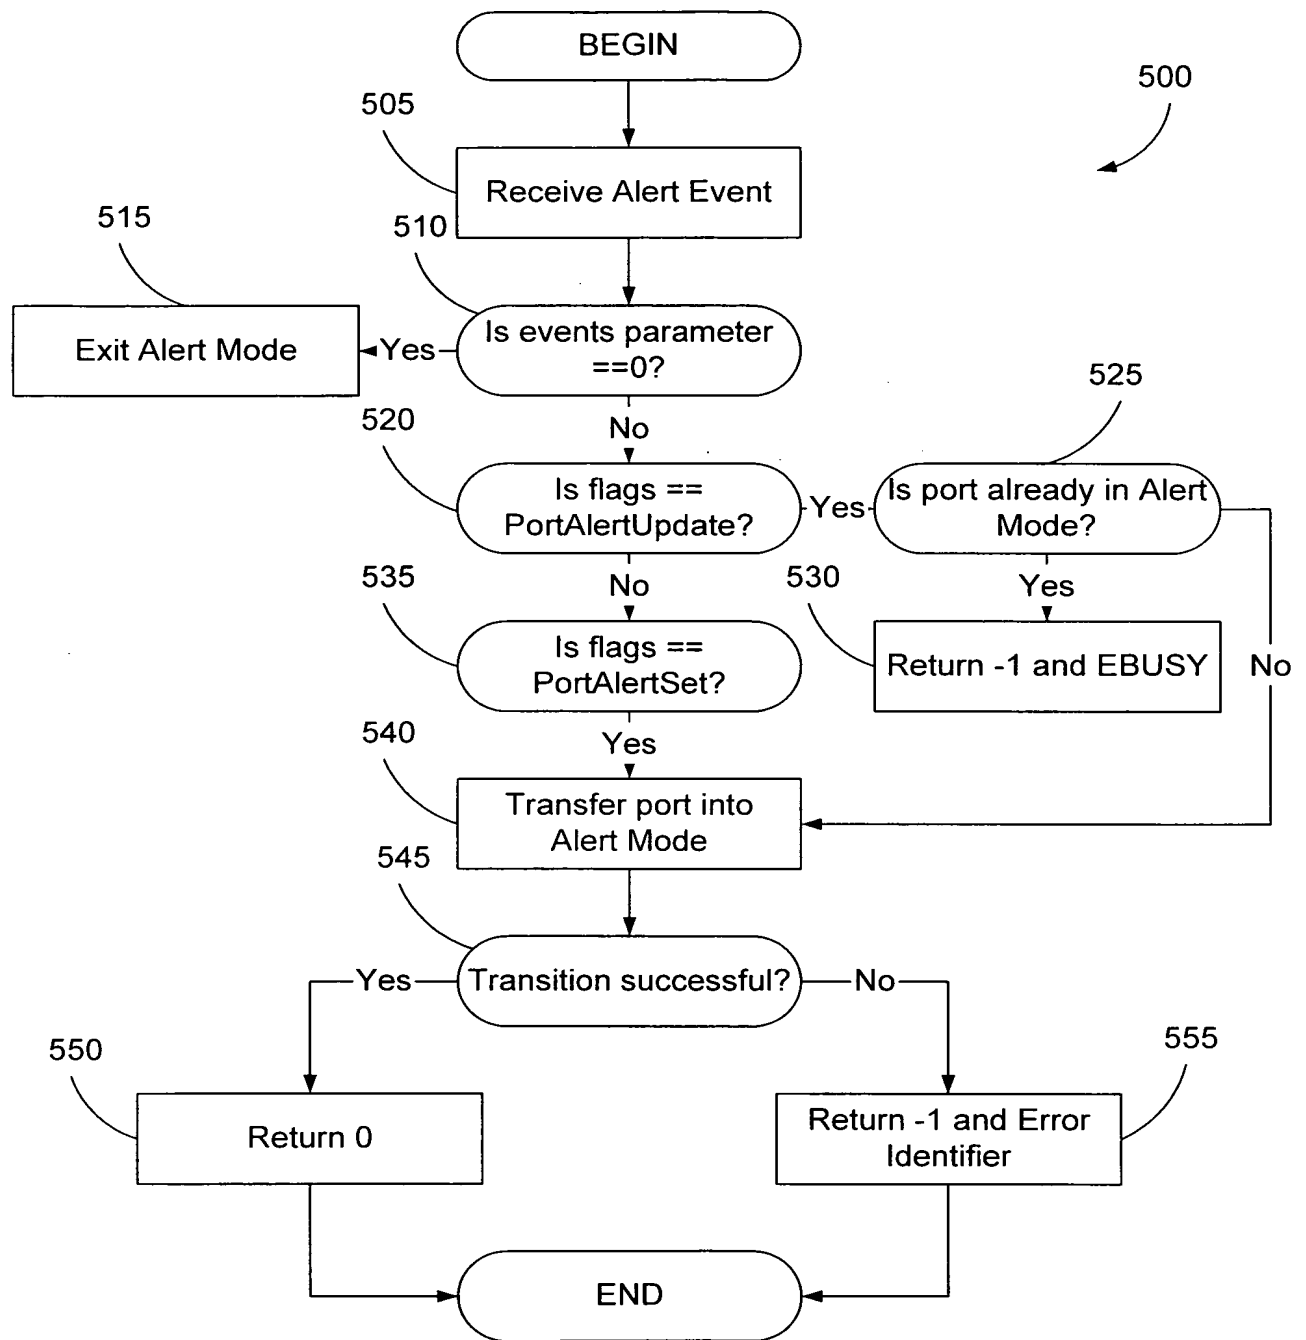 BEGIN
500
505
Receive Alert Event
515
510
Exit Alert Mode
Yes
Is events parameter
==0?
525
520
No
Is flags ==
PortAlertUpdate?
Yes
Is port already in Alert
Mode?
535
No
530
Yes
Is flags ==
PortAlertSet?
Return -1 and EBUSY
No
540
Yes
Transfer port into
Alert Mode
545
Yes
Transition successful?
No
550
555
Return 0
Return -1 and Error
Identifier
END